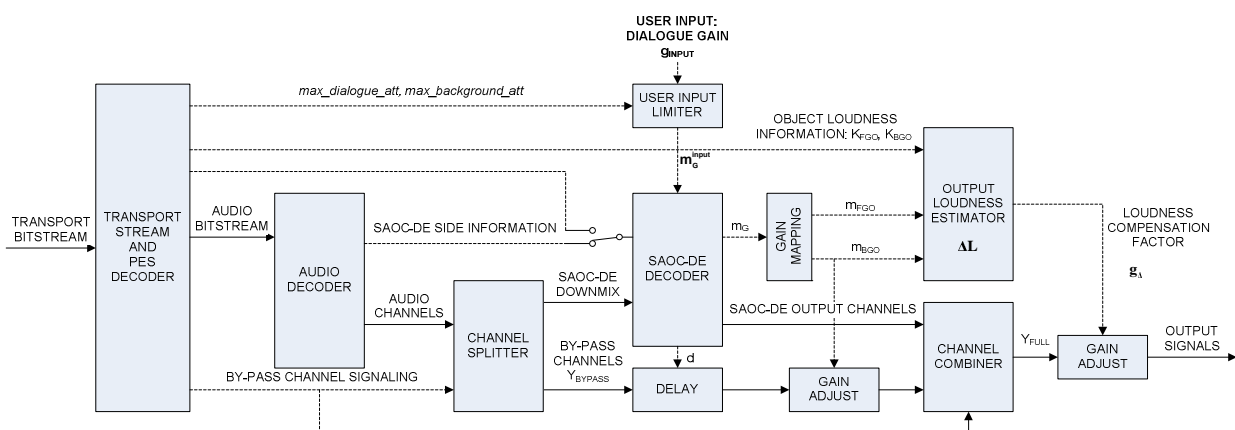 USER INPUT:
DIALOGUE GAIN
gINPUT
max_dialogue_att, max_background_att
USER INPUT
LIMITER
OBJECT LOUDNESS
INFORMATION: KFGO, KBGO
mGinput
TRANSPORT
BITSTREAM
TRANSPORT
STREAM
AND
PES
DECODER
AUDIO
BITSTREAM
AUDIO
DECODER
SAOC-DE SIDE INFORMATION
SAOC-DE
DECODER
mG
GAIN
MAPPING
mFGO
mBGO
OUTPUT
LOUDNESS
ESTIMATOR
ΔL
LOUDNESS
COMPENSATION
FACTOR
gΔ
SAOC-DE
DOWNMIX
AUDIO
CHANNELS
CHANNEL
SPLITTER
SAOC-DE OUTPUT CHANNELS
BY-PASS
CHANNELS
YBYPASS
d
DELAY
GAIN
ADJUST
CHANNEL
COMBINER
YFULL
GAIN
ADJUST
OUTPUT
SIGNALS
BY-PASS CHANNEL SIGNALING